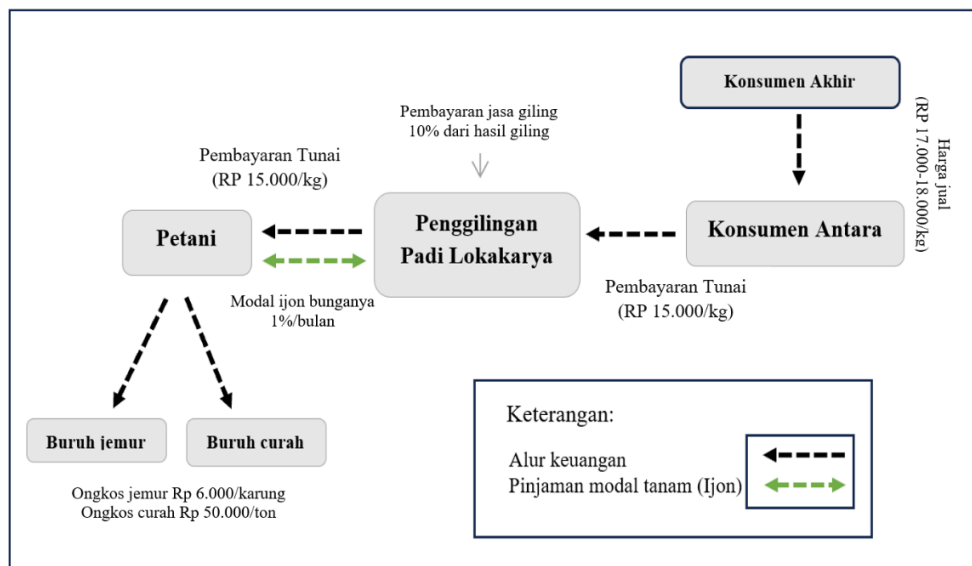 Konsumen Akhir
Harga jual
(RP 17.000-18.000/kg)
Pembayaran jasa giling
10% dari hasil giling
Pembayaran Tunai
(RP 15.000/kg)
Petani
Penggilingan
Padi Lokakarya
Konsumen Antara
Modal ijon bunganya
1%/bulan
Pembayaran Tunai
(RP 15.000/kg)
Buruh jemur
Buruh curah
Ongkos jemur Rp 6.000/karung
Ongkos curah Rp 50.000/ton
Keterangan:
Alur keuangan
Pinjaman modal tanam (Ijon)